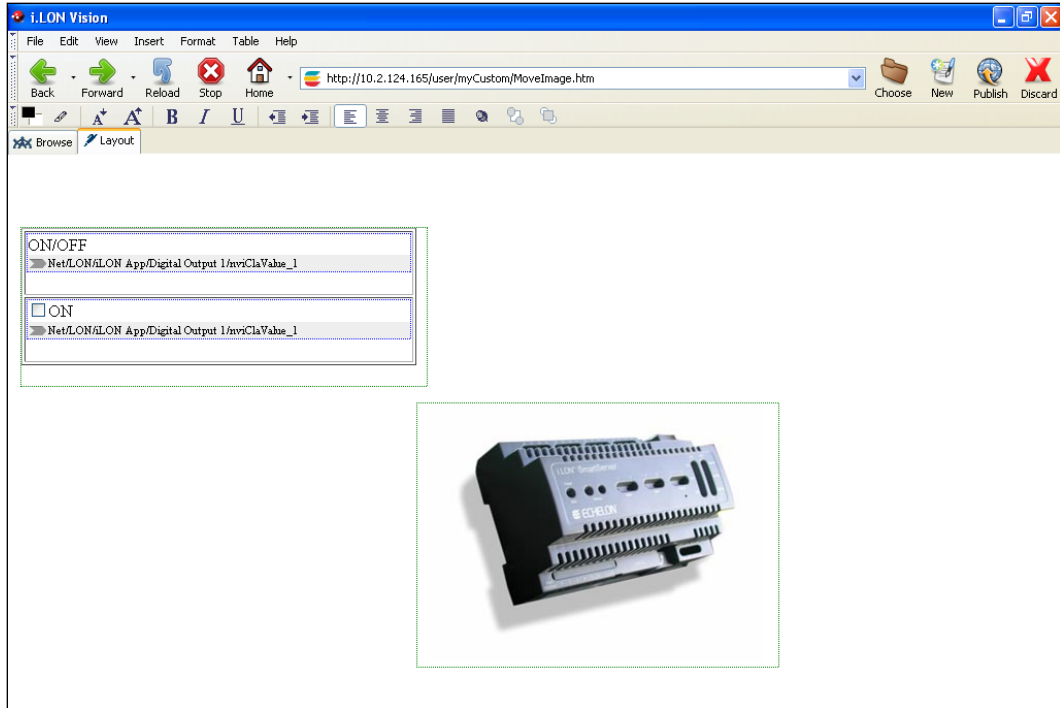 i.LON Vision
File Edit View Insert Format Table Help
Back Forward Reload Stop Home http://10.2.124.165/user/myCustom/MoveImage.htm Choose New Publish Discard
A A B I U
Browse Layout
ON/OFF
Net/LON/iLON App/Digital Output 1/nviClaValue_1
ON
Net/LON/iLON App/Digital Output 1/nviClaValue_1
i.LON SmartServer
ECHELON